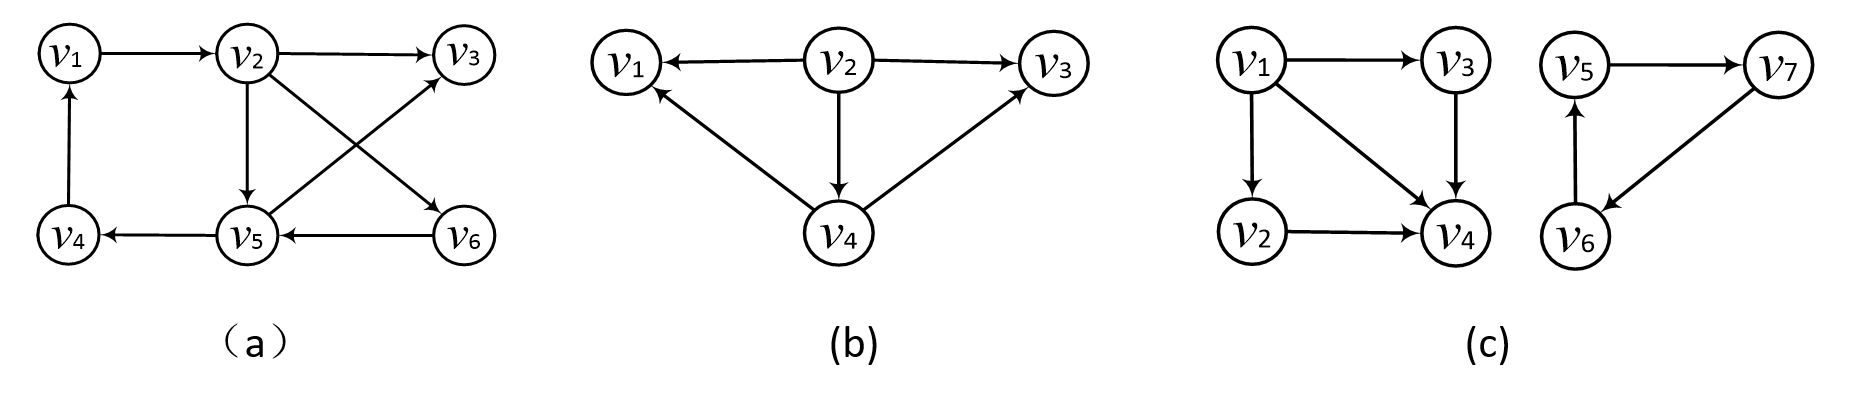 v1 v2 v3 v1 v2 v3 v1 v3 v5 v7
v4 v5 v6 v4 v2 v4 v6
（a） (b) (c)